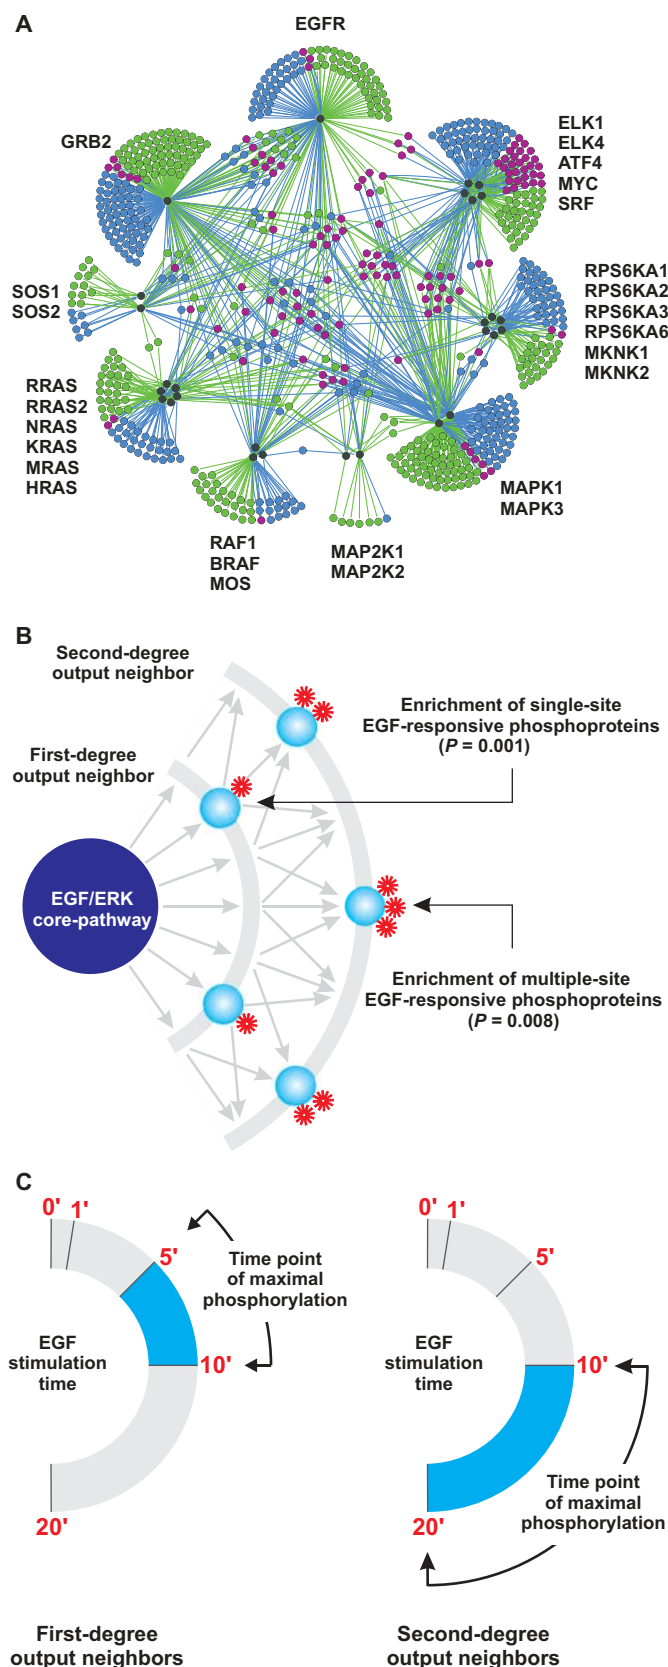 A
EGFR
GRB2
ELK1
ELK4
ATF4
MYC
SRF
SOS1
SOS2
RPS6KA1
RPS6KA2
RPS6KA3
RPS6KA6
MKNK1
MKNK2
RRAS
RRAS2
NRAS
KRAS
MRAS
HRAS
MAPK1
MAPK3
RAF1
BRAF
MOS
MAP2K1
MAP2K2
B
Second-degree
output neighbor
First-degree
output neighbor
Enrichment of single-site
EGF-responsive phosphoproteins
(P = 0.001)
EGF/ERK
core-pathway
Enrichment of multiple-site
EGF-responsive phosphoproteins
(P = 0.008)
C
0'
1'
5'
10'
20'
Time point
of maximal
phosphorylation
EGF
stimulation
time
First-degree
output neighbors
0'
1'
5'
10'
20'
EGF
stimulation
time
Time point
of maximal
phosphorylation
Second-degree
output neighbors